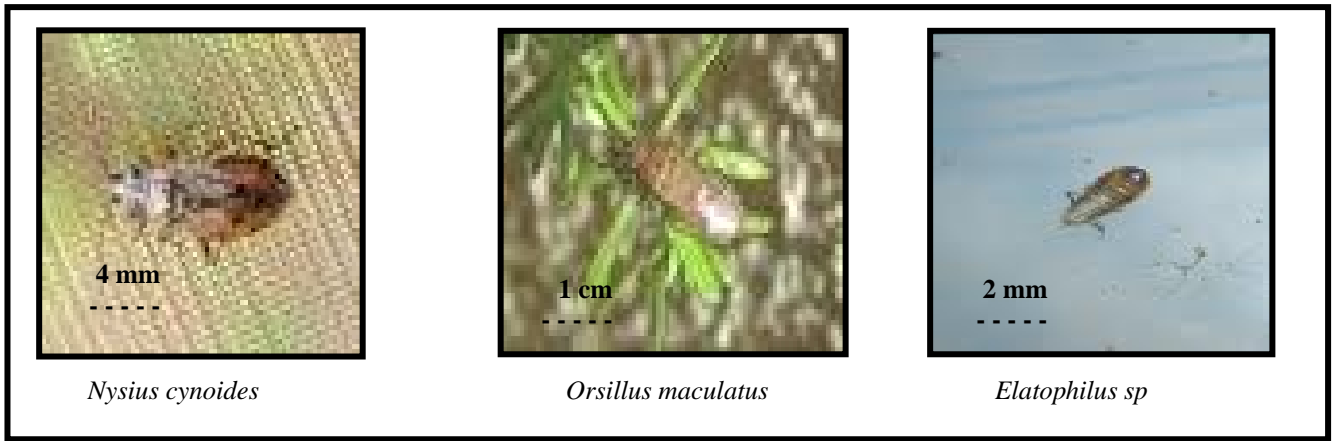 4 mm
1 cm
2 mm
Nysius cynoides
Orsillus maculatus
Elatophilus sp